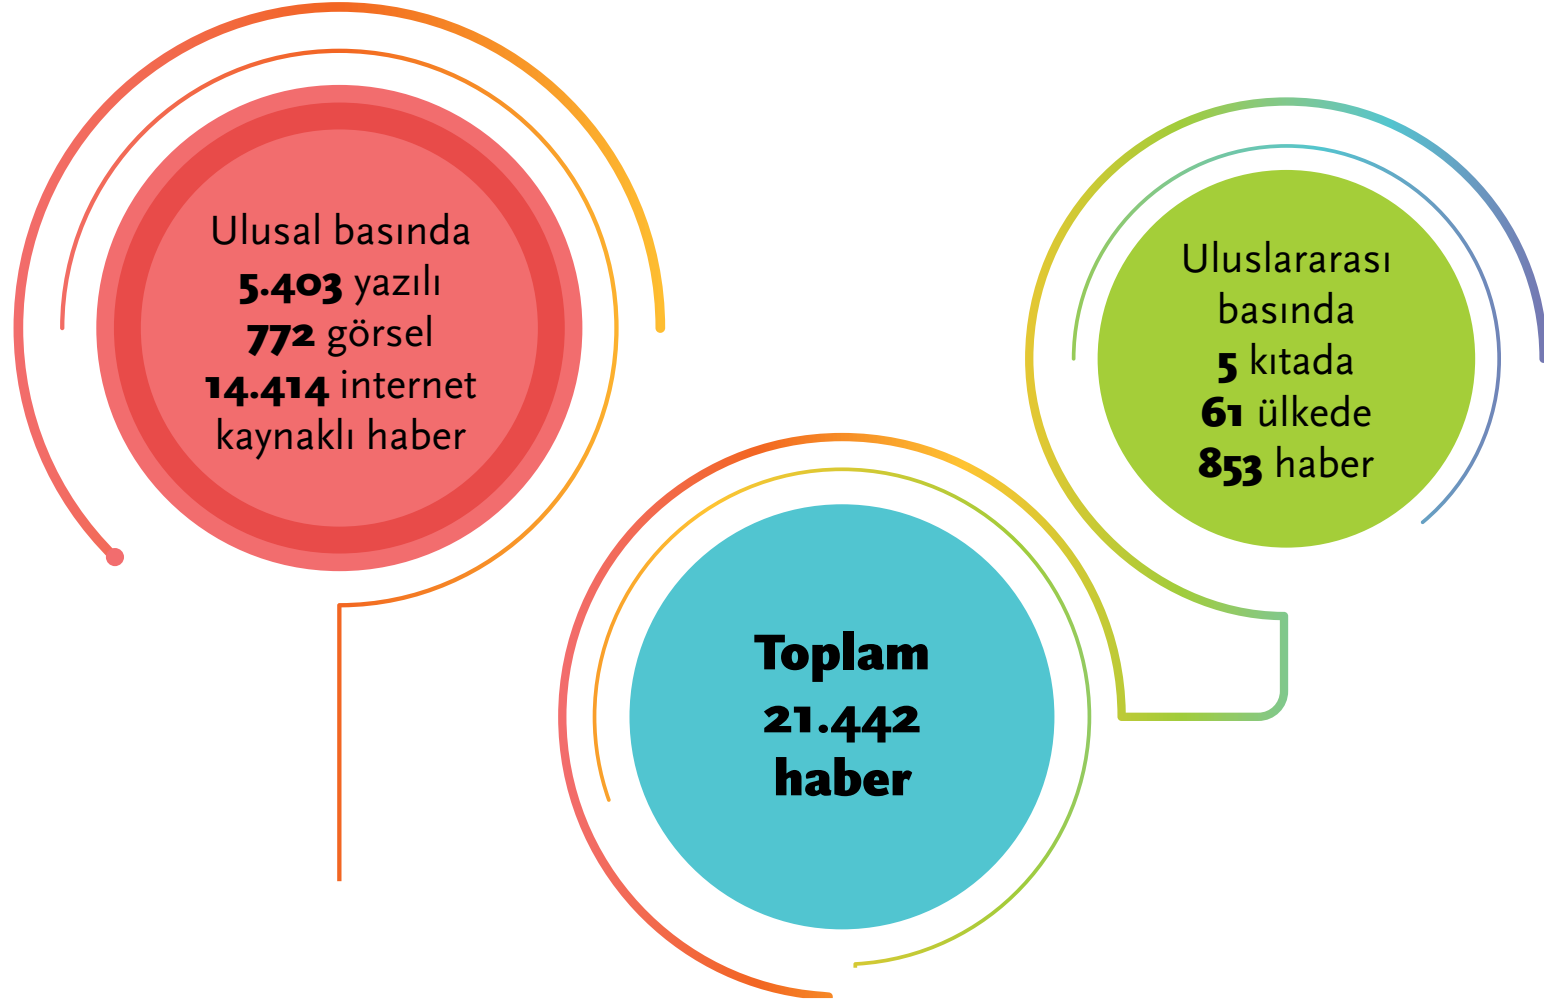 Ulusal basında
5.403 yazılı
772 görsel
14.414 internet
kaynaklı haber
Uluslararası
basında
5 kıtada
61 ülkede
853 haber
Toplam
21.442
haber